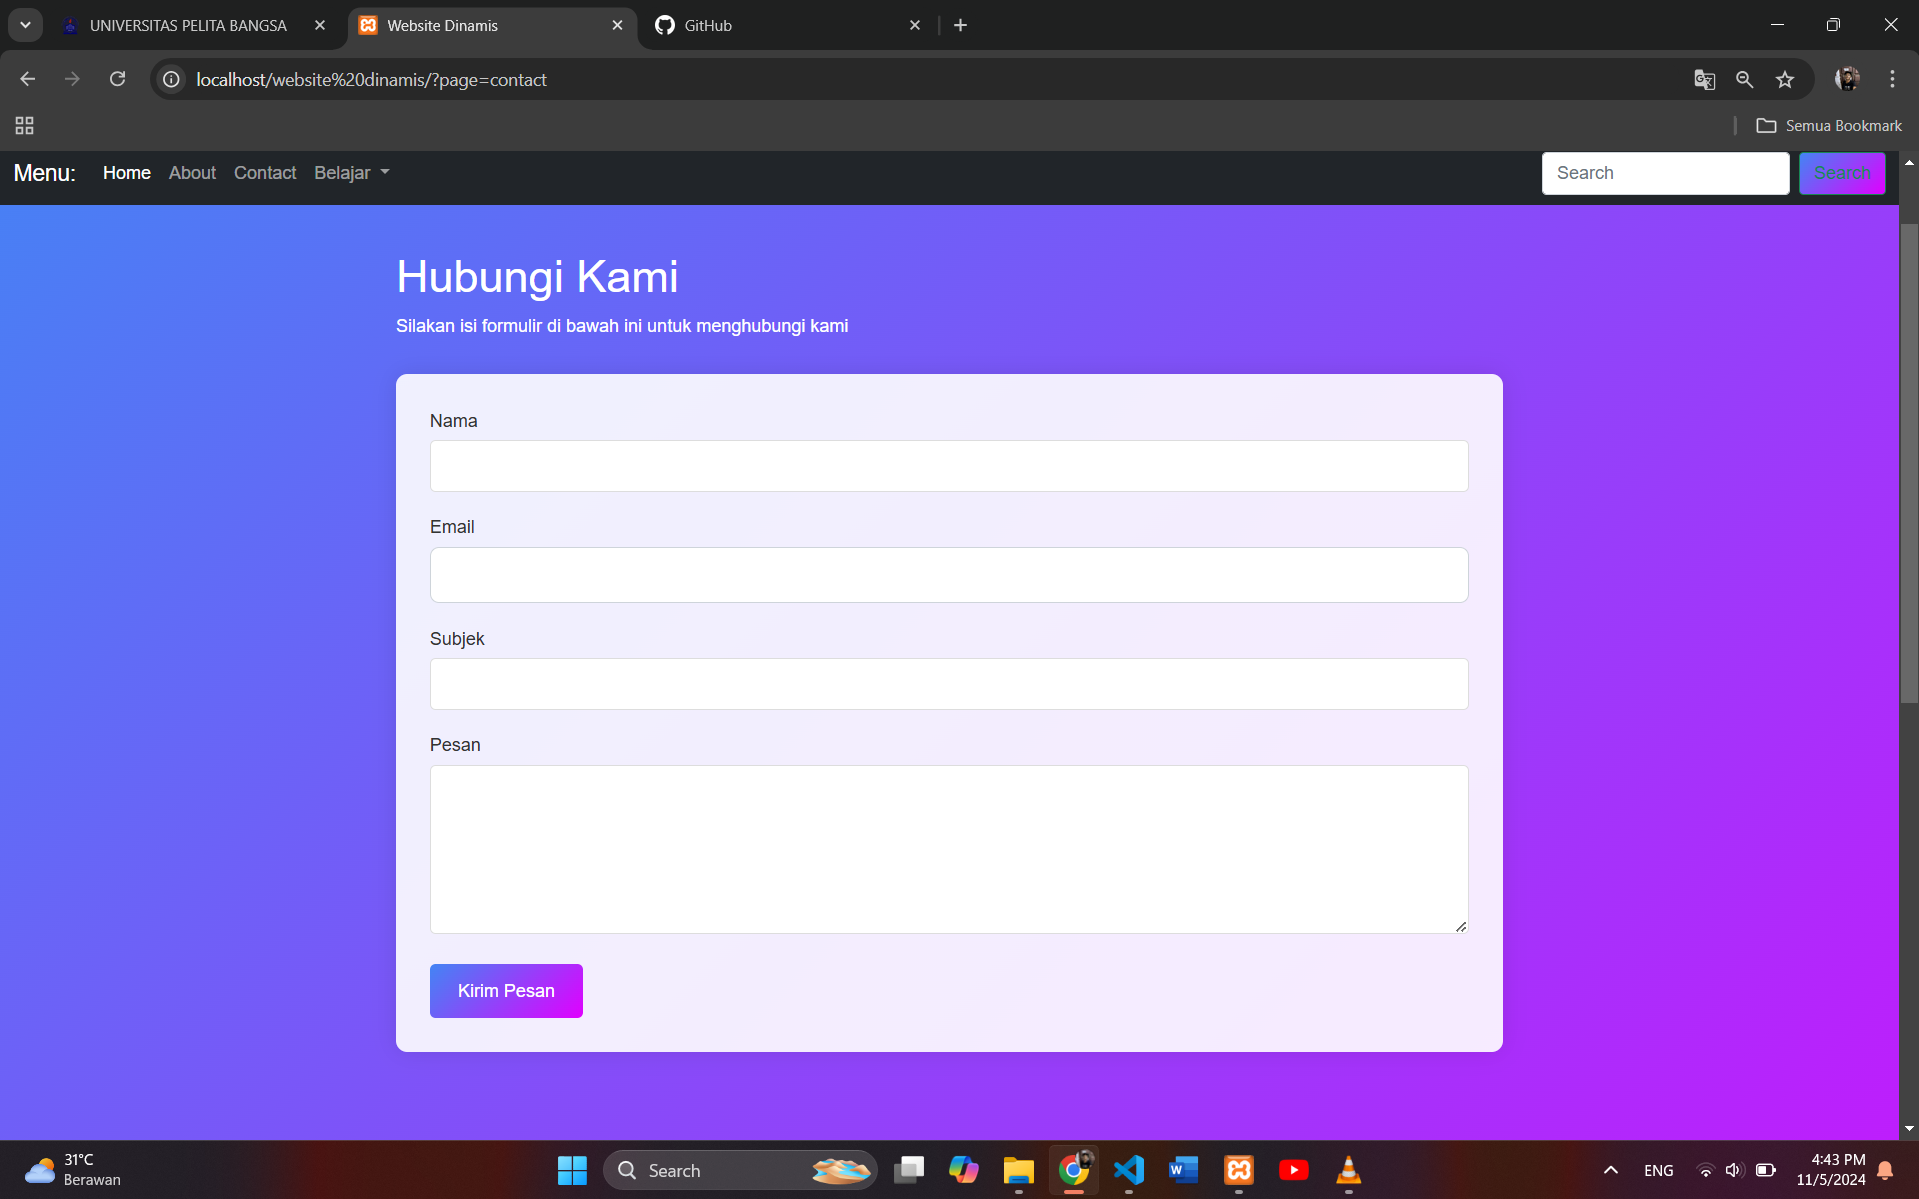 UNIVERSITAS PELITA BANGSA
Website Dinamis
GitHub
localhost/website%20dinamis/?page=contact
Semua Bookmark
Menu: Home About Contact Belajar
Search Search
Hubungi Kami
Silakan isi formulir di bawah ini untuk menghubungi kami
Nama
Email
Subjek
Pesan
Kirim Pesan
31°C
Berawan
Search
ENG
4:43 PM
11/5/2024